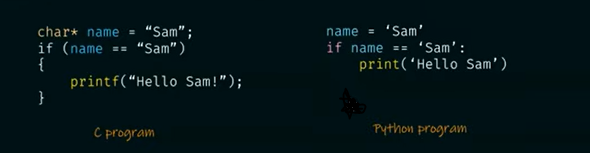 char* name = “Sam”;
if (name == “Sam”)
{
printf(“Hello Sam!”);
}
C program
name = ‘Sam’
if name == ‘Sam’:
print(‘Hello Sam’)
Python program